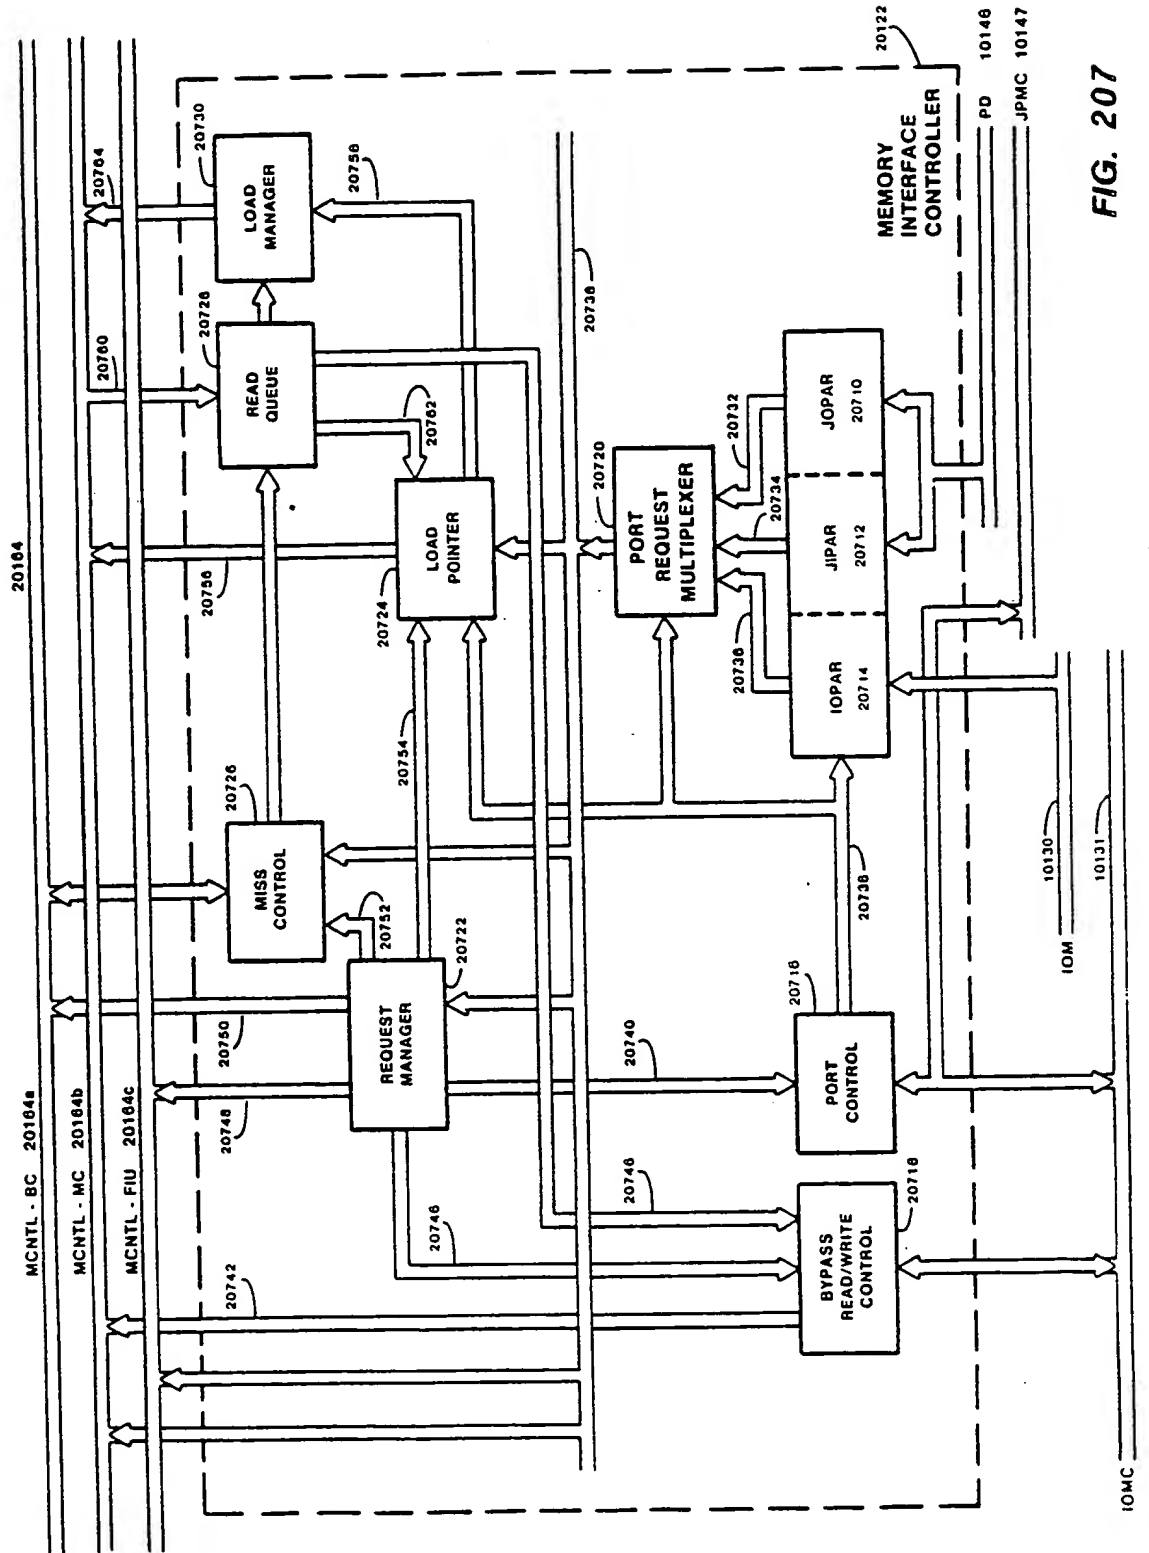 20164
MCNTL - BC 20164a
MCNTL - MC 20164b
MCNTL - FIU 20164c
20742
20748
20750
20756
20760
20764
20746
REQUEST
MANAGER
20722
20752
MISS
CONTROL
20726
20754
LOAD
POINTER
20724
20762
READ
QUEUE
20728
LOAD
MANAGER
20730
20758
20738
20746
20740
PORT
REQUEST
MULTIPLEXER
20720
20736
20734
20732
BYPASS
READ/WRITE
CONTROL
20718
PORT
CONTROL
20716
20738
IOPAR
20714
JIPAR
20712
JOPAR
20710
MEMORY
INTERFACE
CONTROLLER
20122
PD 10146
JPMC 10147
IOM
10130
IOMC
10131
FIG. 207